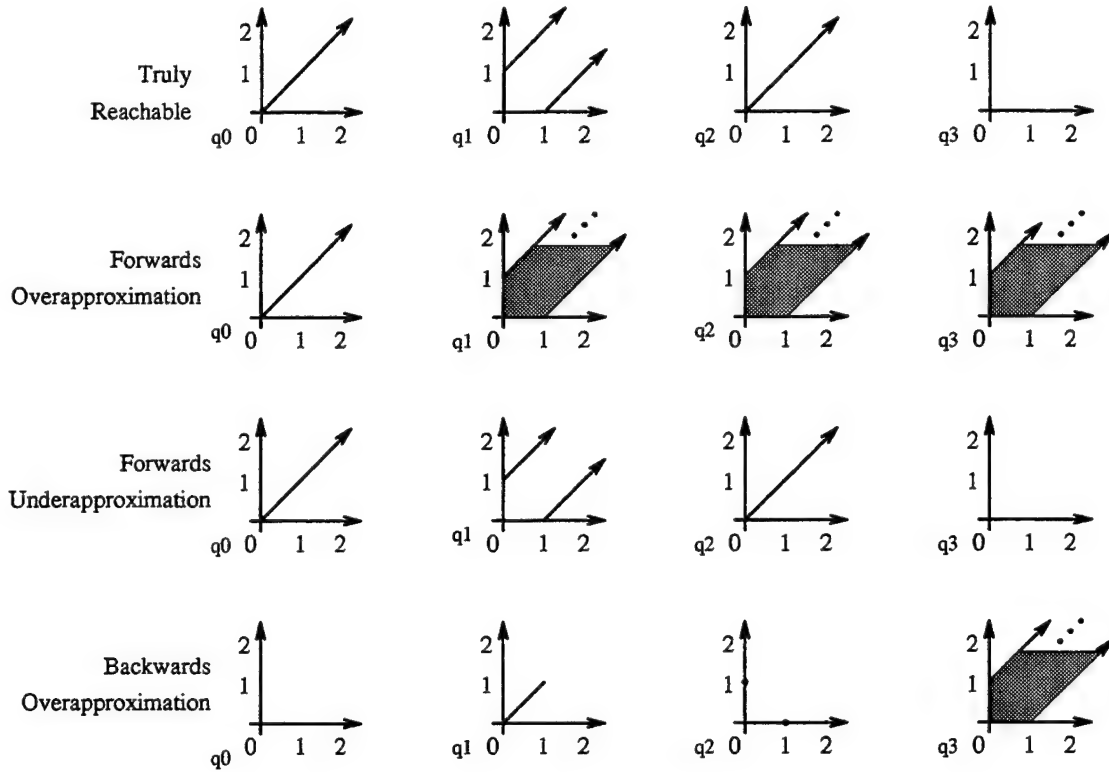 2 2 2 2
Truly 1 1 1 1
Reachable
q0 0 1 2 q1 0 1 2 q2 0 1 2 q3 0 1 2
2 2 2 2
Forwards 1 1 1 1
Overapproximation
q0 0 1 2 q1 0 1 2 q2 0 1 2 q3 0 1 2
2 2 2 2
Forwards 1 1 1 1
Underapproximation
q0 0 1 2 q1 0 1 2 q2 0 1 2 q3 0 1 2
2 2 2 2
Backwards 1 1 1 1
Overapproximation
q0 0 1 2 q1 0 1 2 q2 0 1 2 q3 0 1 2